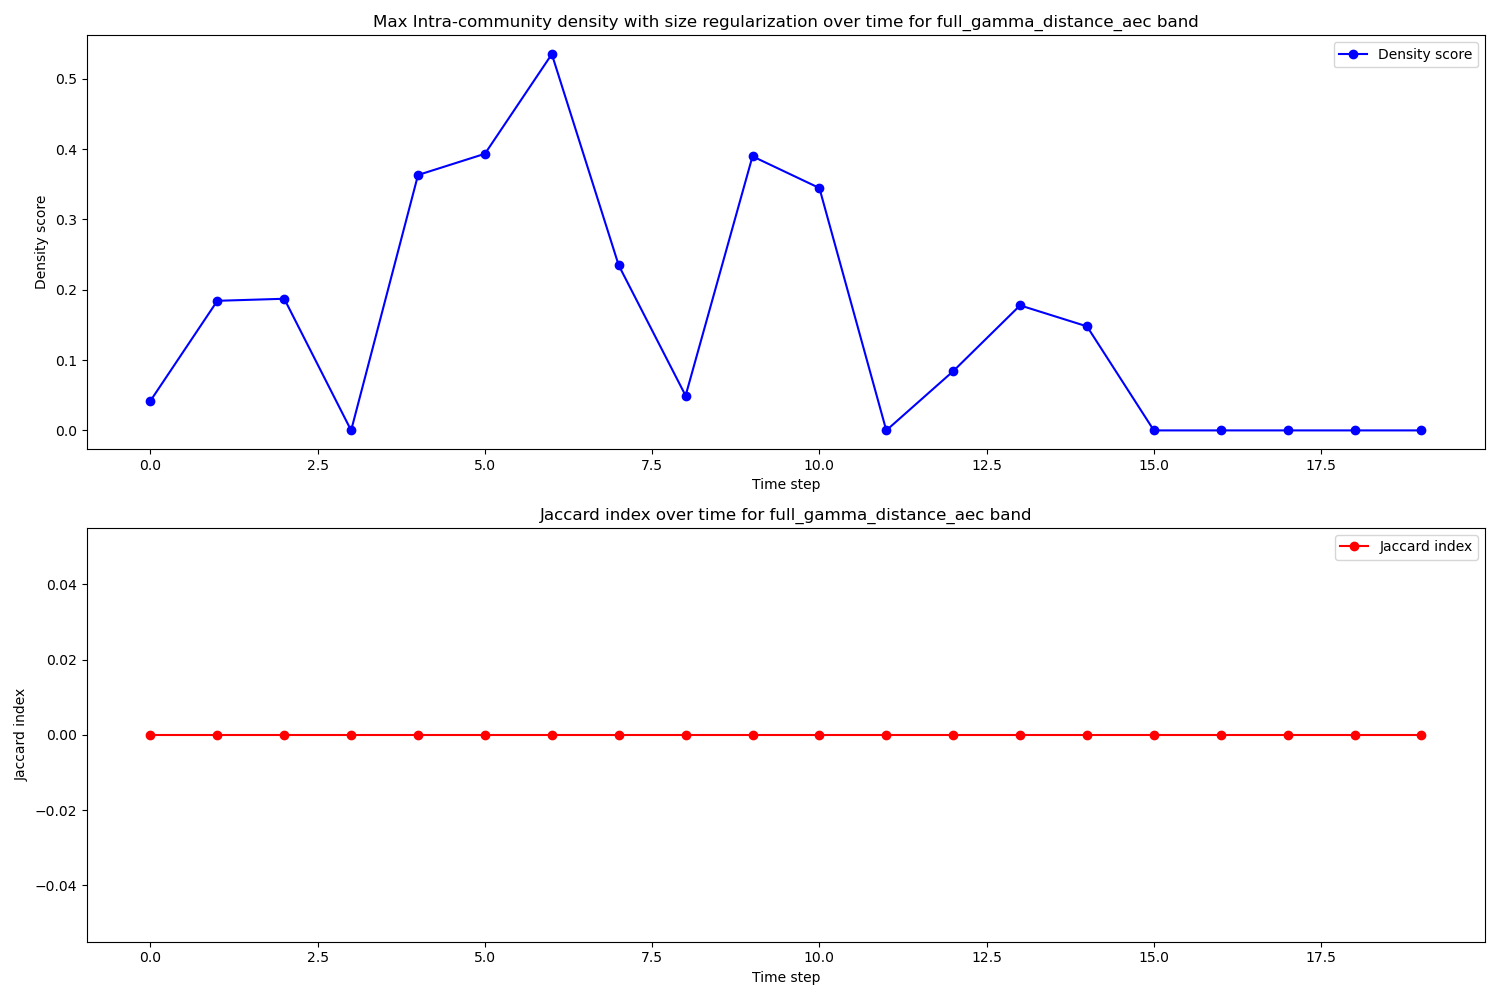 Max Intra-community density with size regularization over time for full_gamma_distance_aec band
Density score
Density score
0.5
0.4
0.3
0.2
0.1
0.0
0.0 2.5 5.0 7.5 10.0 12.5 15.0 17.5
Time step
Jaccard index over time for full_gamma_distance_aec band
Jaccard index
Jaccard index
0.04
0.02
0.00
−0.02
−0.04
0.0 2.5 5.0 7.5 10.0 12.5 15.0 17.5
Time step